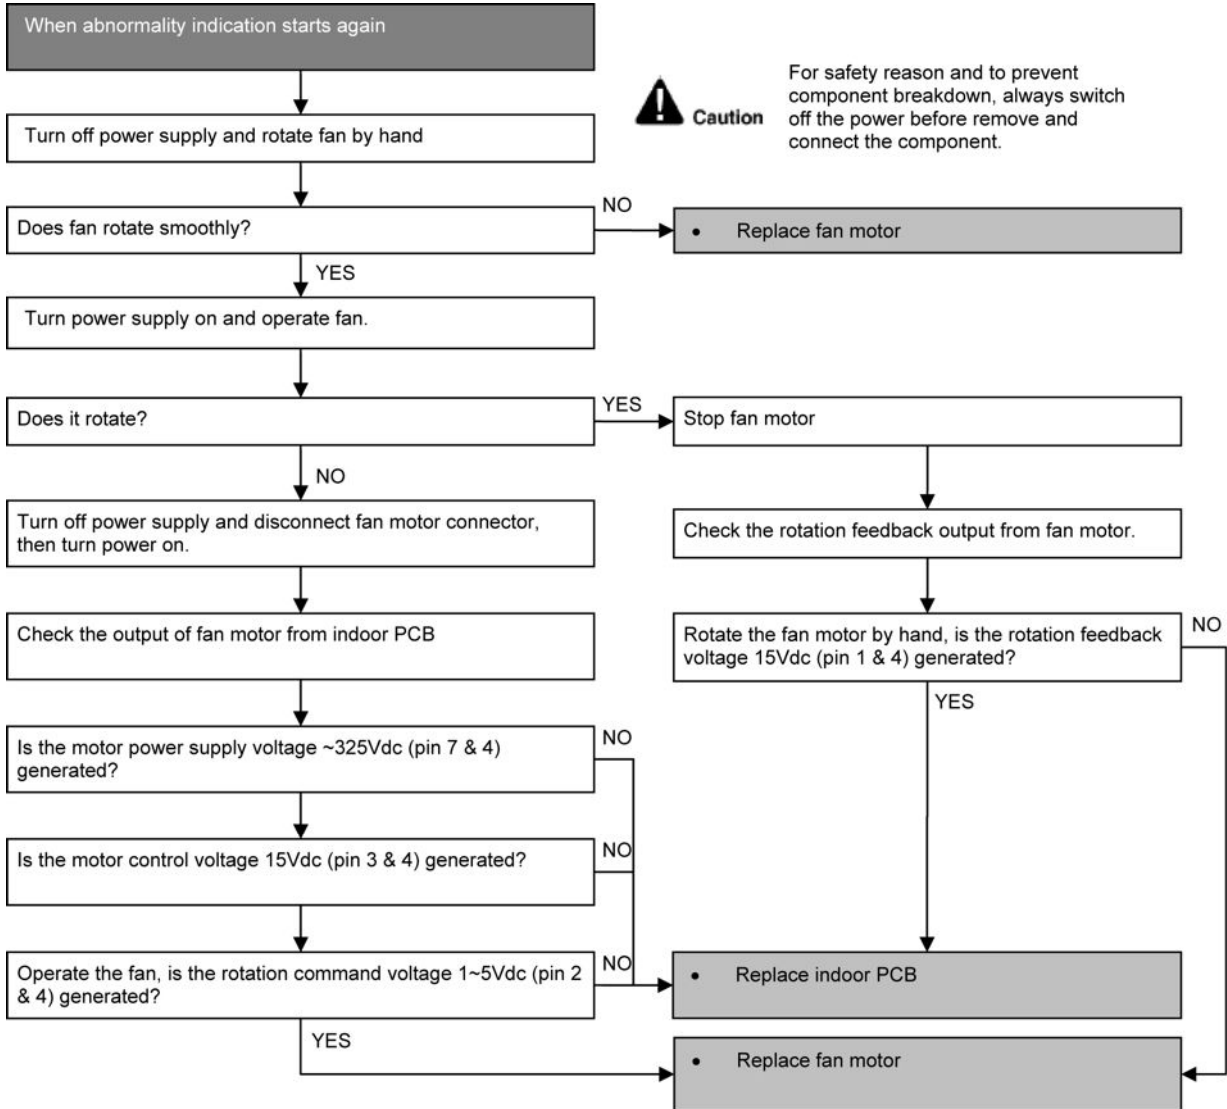 When abnormality indication starts again
For safety reason and to prevent
component breakdown, always switch
off the power before remove and
connect the component.
Caution
Turn off power supply and rotate fan by hand
Does fan rotate smoothly?
NO
• Replace fan motor
YES
Turn power supply on and operate fan.
Does it rotate?
YES
Stop fan motor
NO
Turn off power supply and disconnect fan motor connector,
then turn power on.
Check the rotation feedback output from fan motor.
Check the output of fan motor from indoor PCB
Rotate the fan motor by hand, is the rotation feedback
voltage 15Vdc (pin 1 & 4) generated?
NO
YES
Is the motor power supply voltage ~325Vdc (pin 7 & 4)
generated?
NO
Is the motor control voltage 15Vdc (pin 3 & 4) generated?
NO
Operate the fan, is the rotation command voltage 1~5Vdc (pin 2
& 4) generated?
NO
• Replace indoor PCB
YES
• Replace fan motor